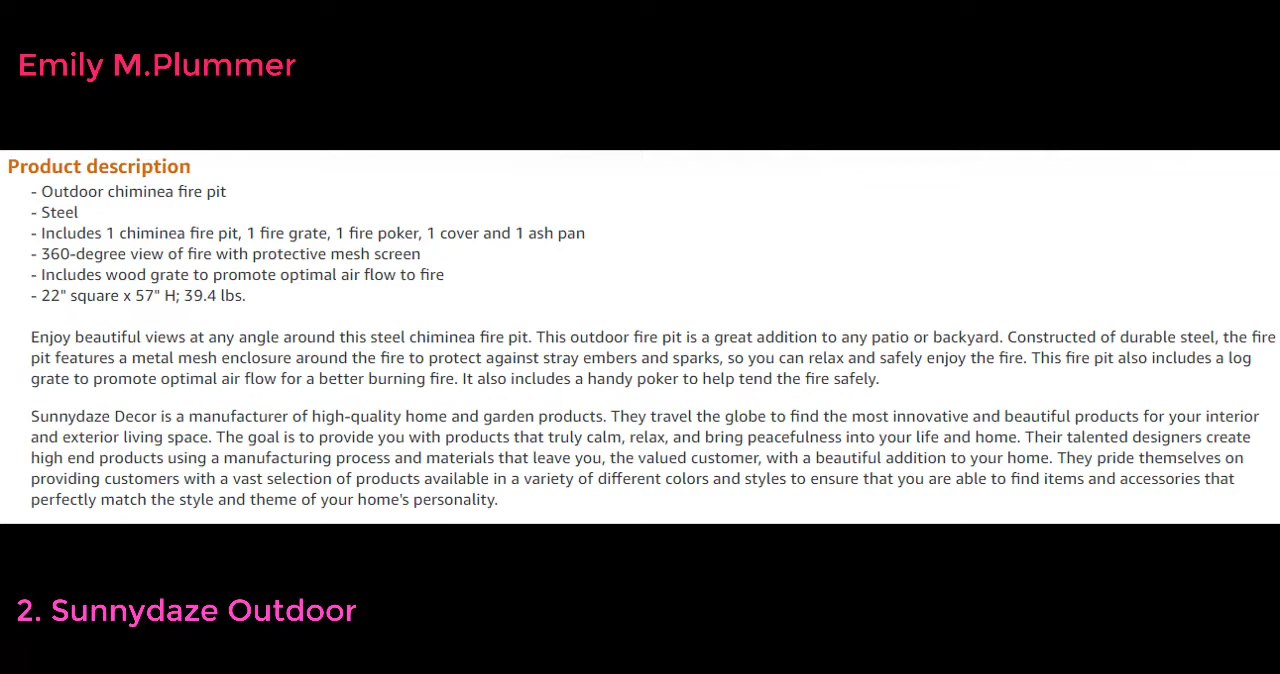 Emily M.Plummer
Product description
- Outdoor chiminea fire pit
- Steel
- Includes 1 chiminea fire pit, 1 fire grate, 1 fire poker, 1 cover and 1 ash pan
- 360-degree view of fire with protective mesh screen
- Includes wood grate to promote optimal air flow to fire
- 22" square x 57" H; 39.4 lbs.
Enjoy beautiful views at any angle around this steel chiminea fire pit. This outdoor fire pit is a great addition to any patio or backyard. Constructed of durable steel, the fire
pit features a metal mesh enclosure around the fire to protect against stray embers and sparks, so you can relax and safely enjoy the fire. This fire pit also includes a log
grate to promote optimal air flow for a better burning fire. It also includes a handy poker to help tend the fire safely.
Sunnydaze Decor is a manufacturer of high-quality home and garden products. They travel the globe to find the most innovative and beautiful products for your interior
and exterior living space. The goal is to provide you with products that truly calm, relax, and bring peacefulness into your life and home. Their talented designers create
high end products using a manufacturing process and materials that leave you, the valued customer, with a beautiful addition to your home. They pride themselves on
providing customers with a vast selection of products available in a variety of different colors and styles to ensure that you are able to find items and accessories that
perfectly match the style and theme of your home's personality.
2. Sunnydaze Outdoor